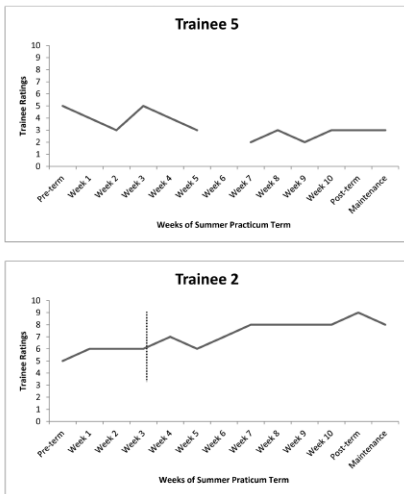 Trainee 5
10
9
8
7
6
5
4
3
2
1
0
Trainee Ratings
Pre-term
Week 1
Week 2
Week 3
Week 4
Week 5
Week 6
Week 7
Week 8
Week 9
Week 10
Post-term
Maintenance
Weeks of Summer Practicum Term
Trainee 2
10
9
8
7
6
5
4
3
2
1
0
Trainee Ratings
Pre-term
Week 1
Week 2
Week 3
Week 4
Week 5
Week 6
Week 7
Week 8
Week 9
Week 10
Post-term
Maintenance
Weeks of Summer Praticum Term